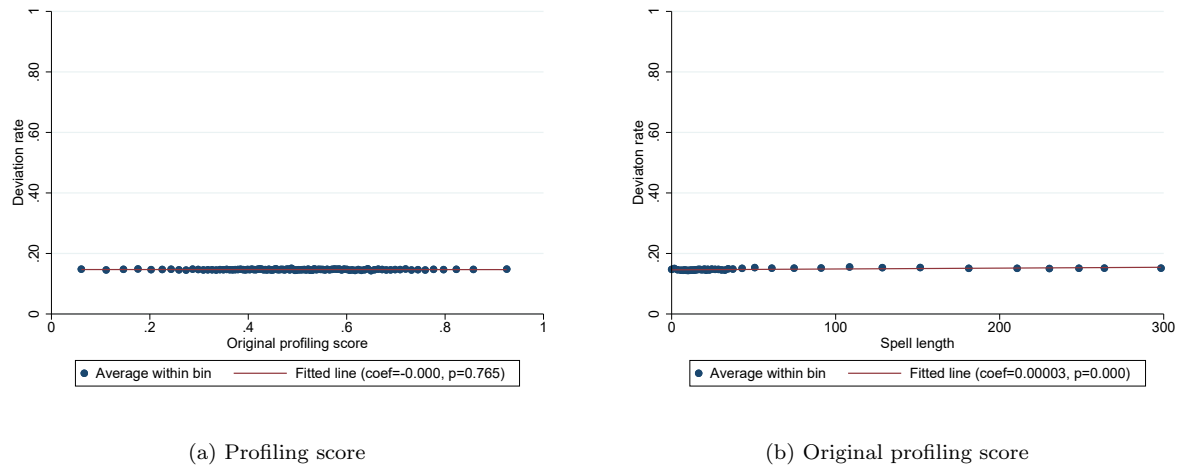 Deviation rate
0 .20 .40 .60 .80 1
0 .2 .4 .6 .8 1
Original profiling score
Average within bin Fitted line (coef=-0.000, p=0.765)
(a) Profiling score
Deviaton rate
0 .20 .40 .60 .80 1
0 100 200 300
Spell length
Average within bin Fitted line (coef=0.00003, p=0.000)
(b) Original profiling score